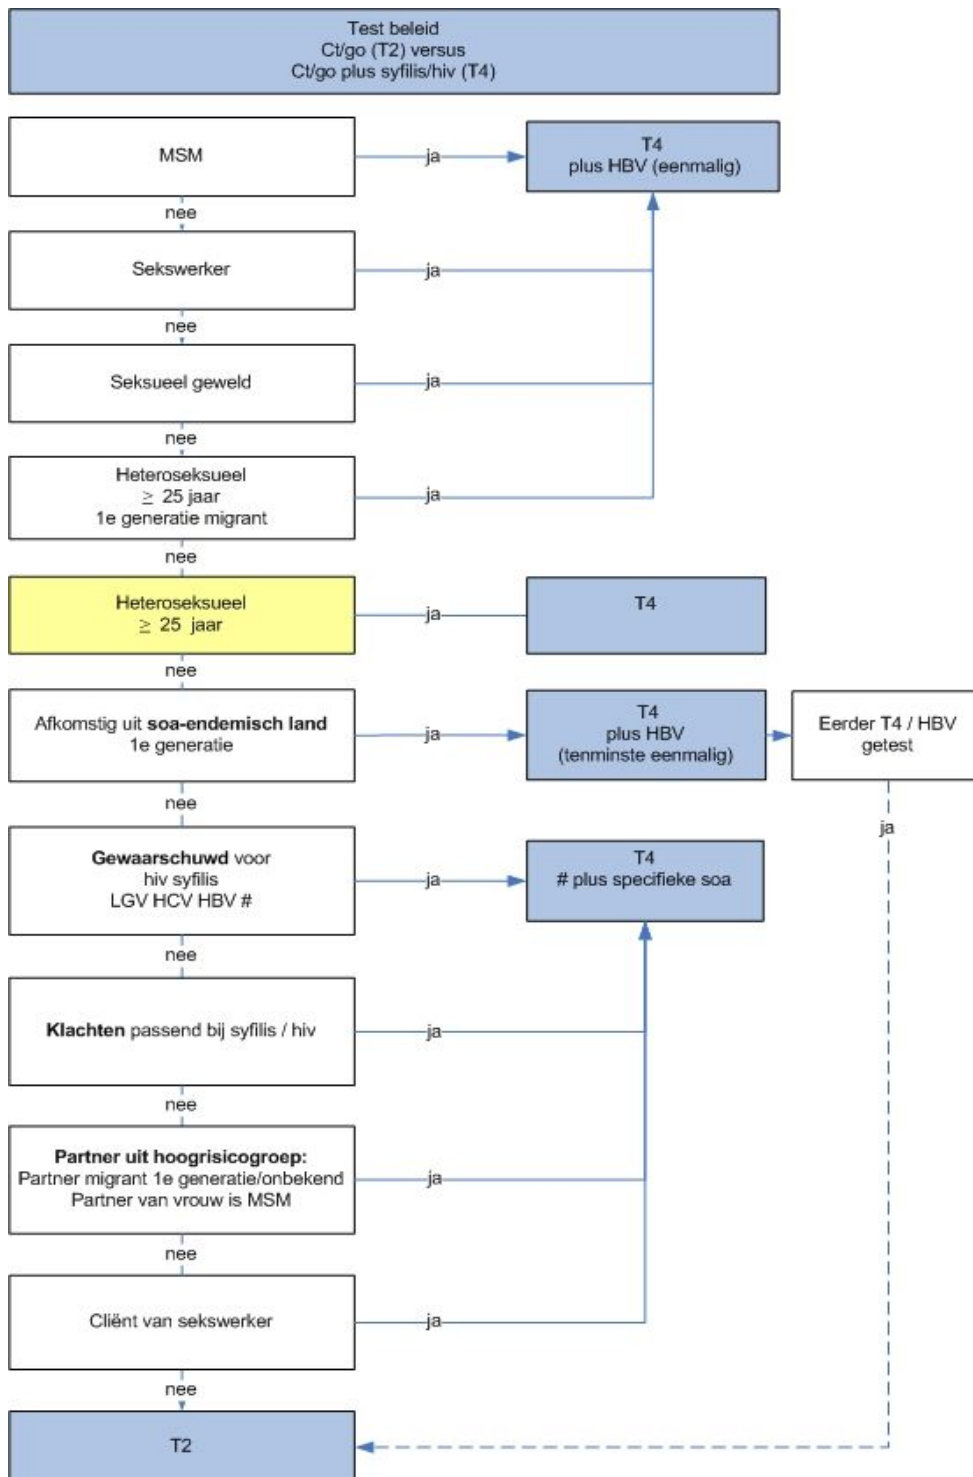 Test beleid
Ct/go (T2) versus
Ct/go plus syfilis/hiv (T4)
MSM
ja
T4
plus HBV (eenmalig)
nee
Sekswerker
ja
nee
Seksueel geweld
ja
nee
Heteroseksueel
≥ 25 jaar
1e generatie migrant
ja
nee
Heteroseksueel
≥ 25 jaar
ja
T4
nee
Afkomstig uit soa-endemisch land
1e generatie
ja
T4
plus HBV
(tenminste eenmalig)
Eerder T4 / HBV
getest
ja
nee
Gewaarschuwd voor
hiv syfilis
LGV HCV HBV #
ja
T4
# plus specifieke soa
nee
Klachten passend bij syfilis / hiv
ja
nee
Partner uit hoogrisicogroep:
Partner migrant 1e generatie/onbekend
Partner van vrouw is MSM
ja
nee
Cliënt van sekswerker
ja
nee
T2